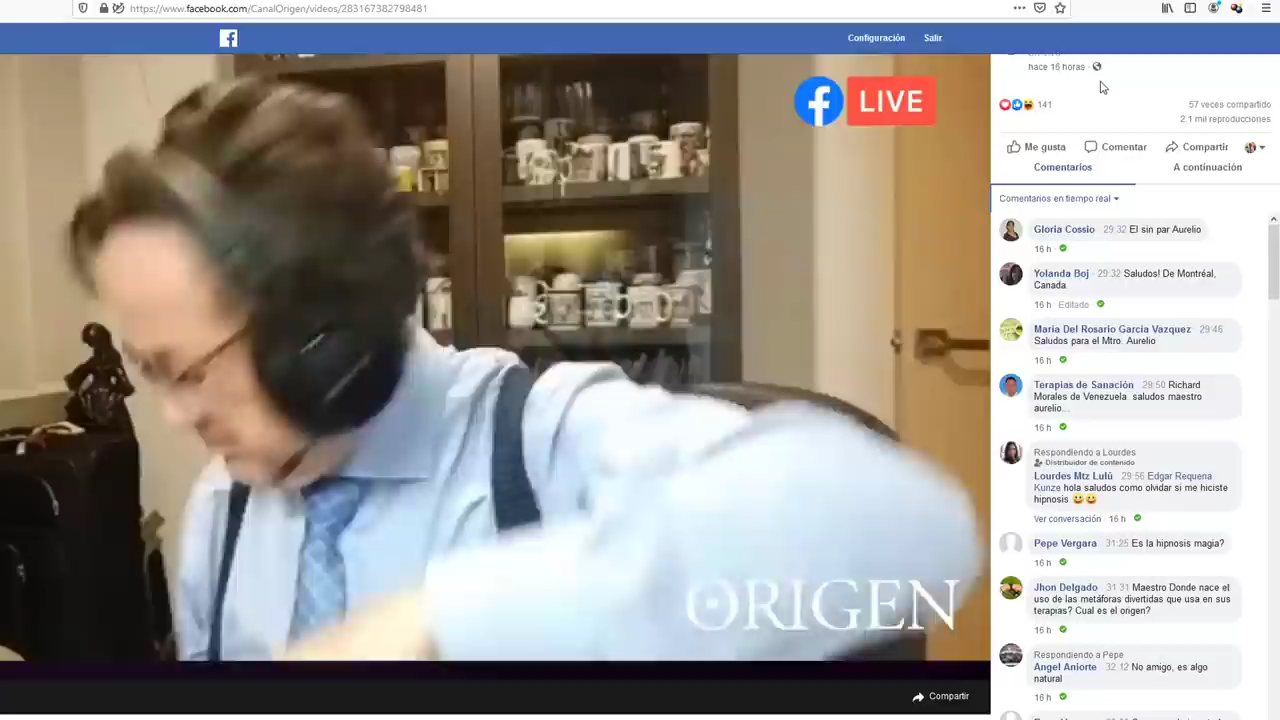 https://www.facebook.com/CanalOrigen/videos/283167382798481
Configuración
Salir
LIVE
ORIGEN
Compartir
hace 16 horas ·
141
57 veces compartido
2.1 mil reproducciones
Me gusta
Comentar
Compartir
Comentarios
A continuación
Comentarios en tiempo real
Gloria Cossio 29:32 El sin par Aurelio
16 h
Yolanda Boj · 29:32 Saludos! De Montréal,
Canada
16 h Editado
Maria Del Rosario Garcia Vazquez 29:46
Saludos para el Mtro. Aurelio
16 h
Terapias de Sanación 29:50 Richard
Morales de Venezuela saludos maestro
aurelio...
16 h
Respondiendo a Lourdes
Distribuidor de contenido
Lourdes Mtz Lulú 29:56 Edgar Requena
Kunze hola saludos como olvidar si me hiciste
hipnosis 😀😀
Ver conversación · 16 h
Pepe Vergara 31:25 Es la hipnosis magia?
16 h
Jhon Delgado 31:31 Maestro Donde nace el
uso de las metáforas divertidas que usa en sus
terapias? Cual es el origen?
16 h
Respondiendo a Pepe
Angel Aniorte 32:12 No amigo, es algo
natural
16 h